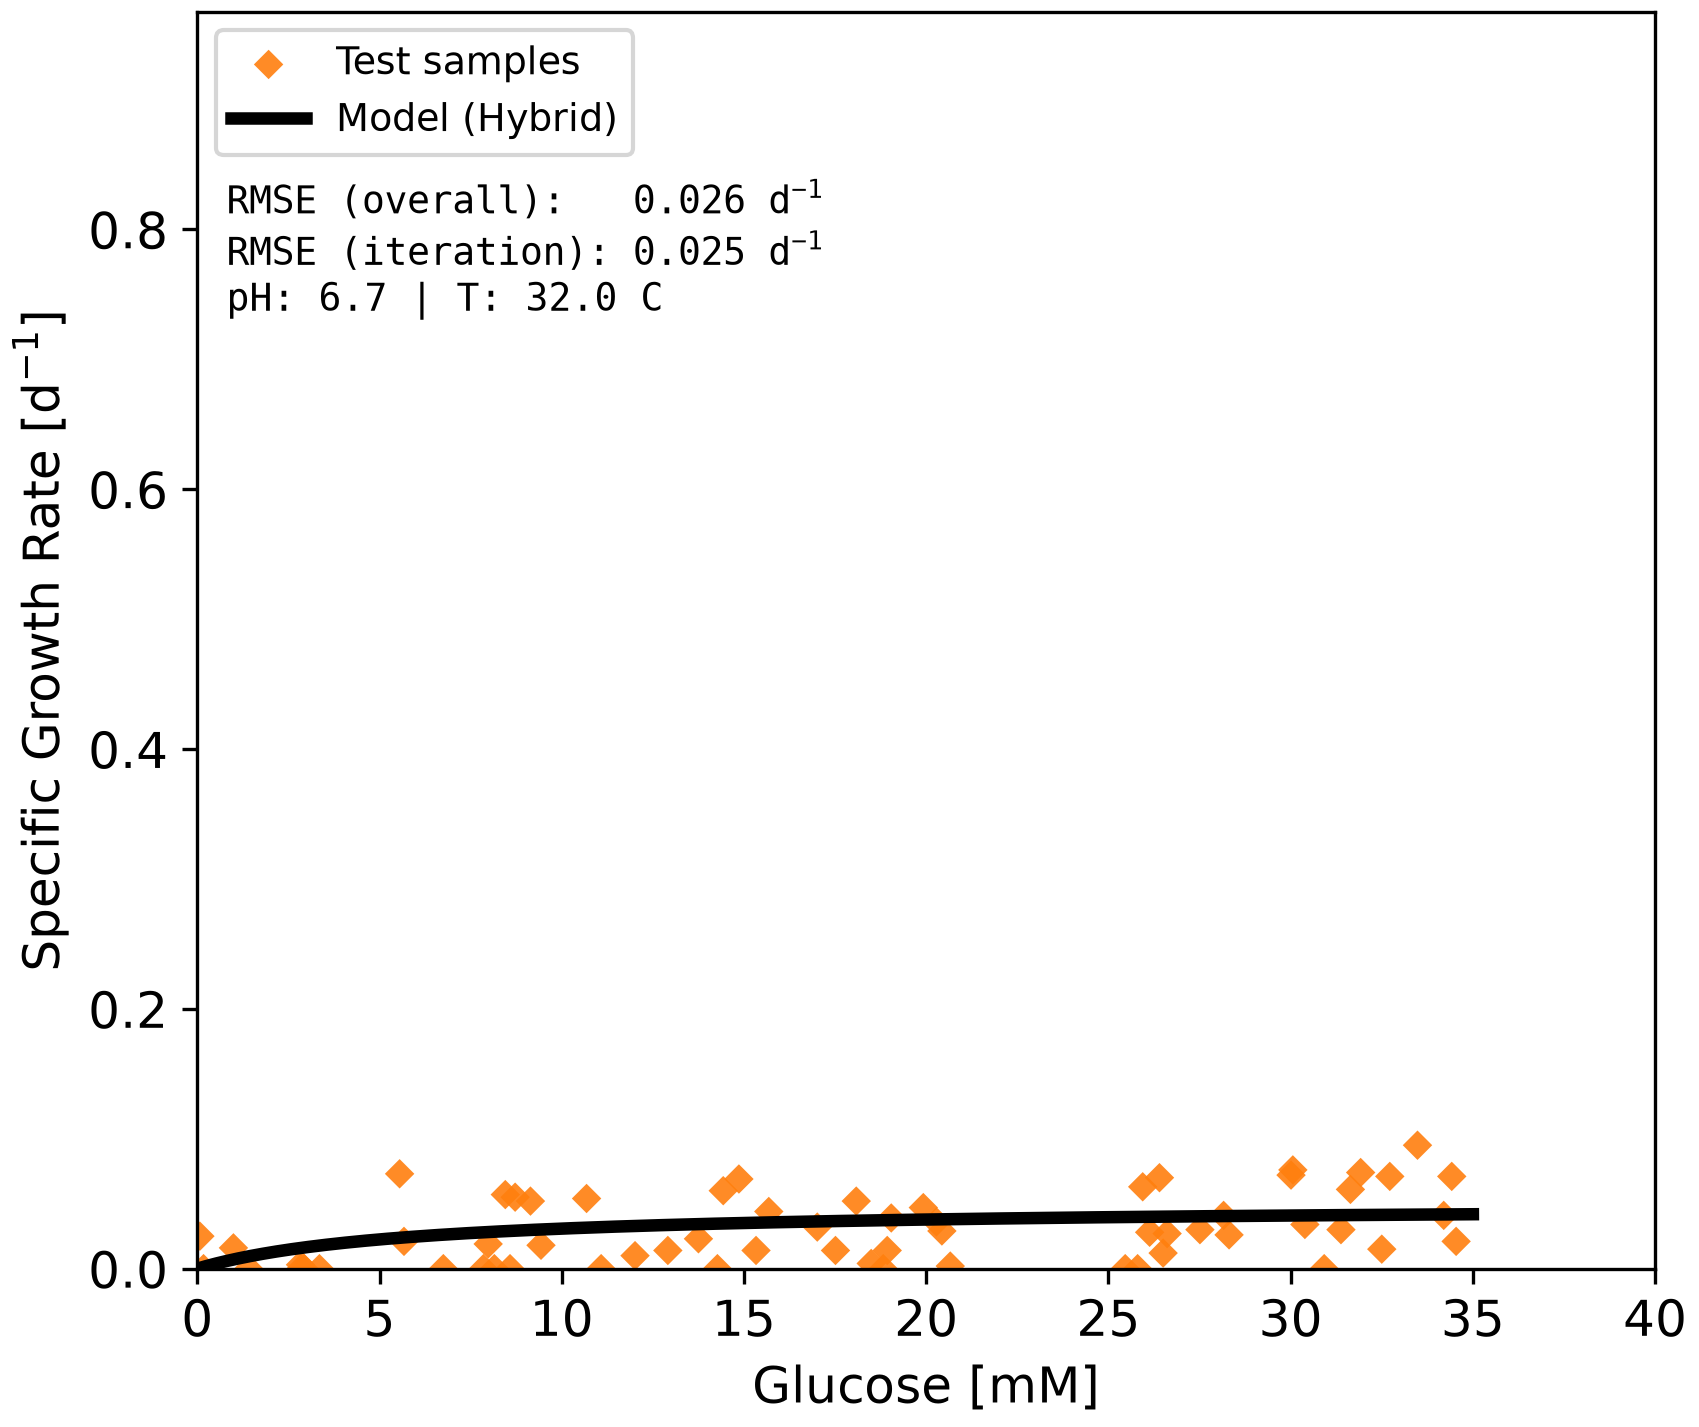 Test samples
Model (Hybrid)
RMSE (overall): 0.026 d⁻¹
RMSE (iteration): 0.025 d⁻¹
pH: 6.7 | T: 32.0 C
Specific Growth Rate [d⁻¹]
0.8
0.6
0.4
0.2
0.0
0 5 10 15 20 25 30 35 40
Glucose [mM]